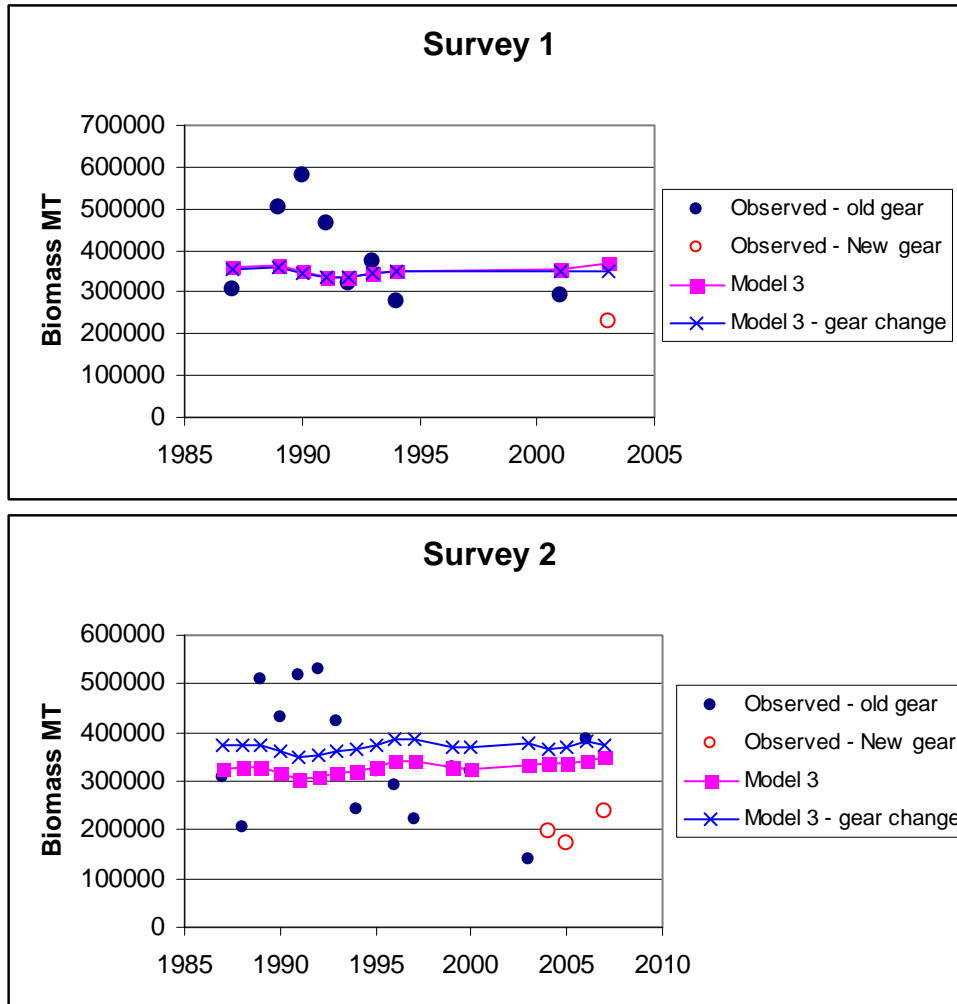 Survey 1
Biomass MT
700000
600000
500000
400000
300000
200000
100000
0
1985 1990 1995 2000 2005
Observed - old gear
Observed - New gear
Model 3
Model 3 - gear change
Survey 2
Biomass MT
600000
500000
400000
300000
200000
100000
0
1985 1990 1995 2000 2005 2010
Observed - old gear
Observed - New gear
Model 3
Model 3 - gear change